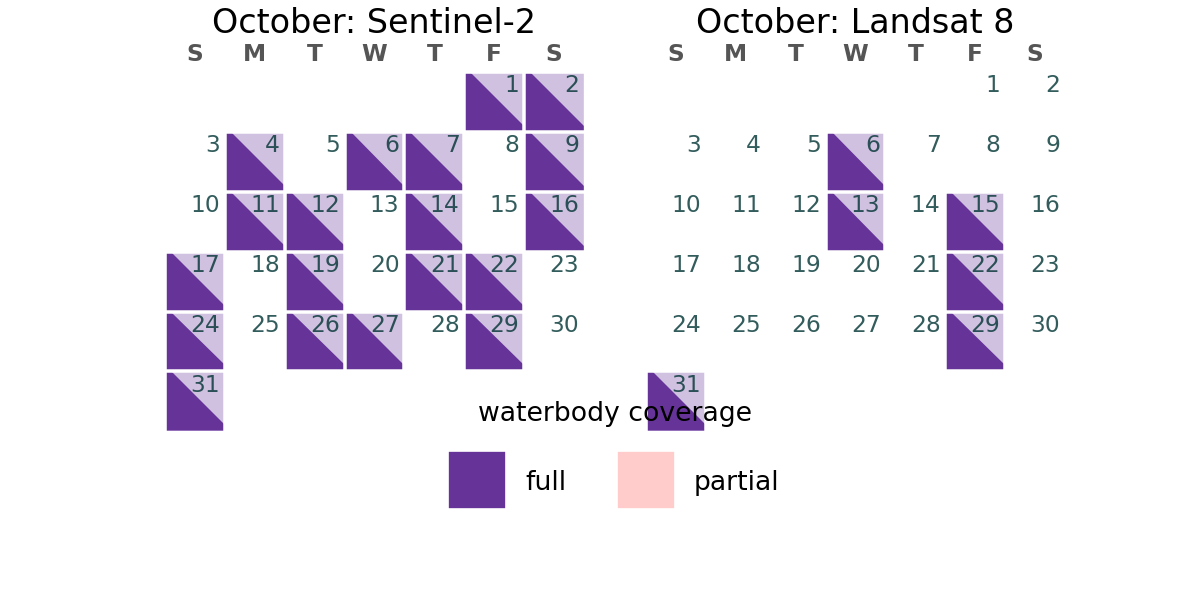 October: Sentinel-2
S M T W T F S
1 2
3 4 5 6 7 8 9
10 11 12 13 14 15 16
17 18 19 20 21 22 23
24 25 26 27 28 29 30
31
October: Landsat 8
S M T W T F S
1 2
3 4 5 6 7 8 9
10 11 12 13 14 15 16
17 18 19 20 21 22 23
24 25 26 27 28 29 30
31
waterbody coverage
full
partial